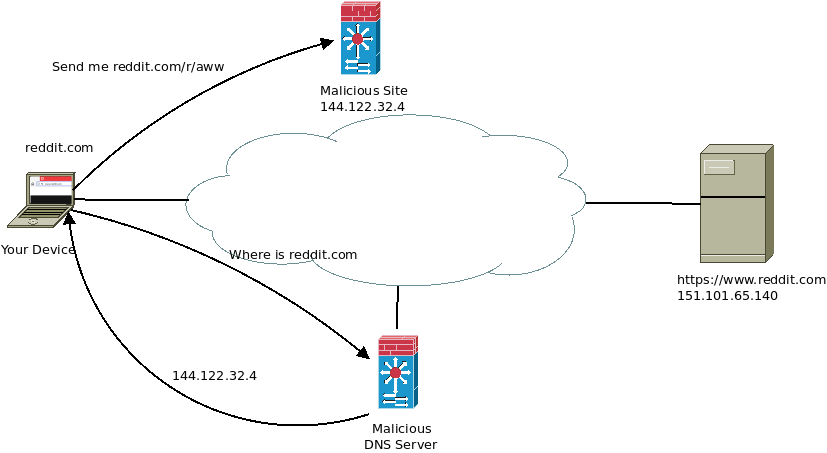 Send me reddit.com/r/aww
Malicious Site
144.122.32.4
reddit.com
Your Device
Where is reddit.com
https://www.reddit.com
151.101.65.140
144.122.32.4
Malicious
DNS Server